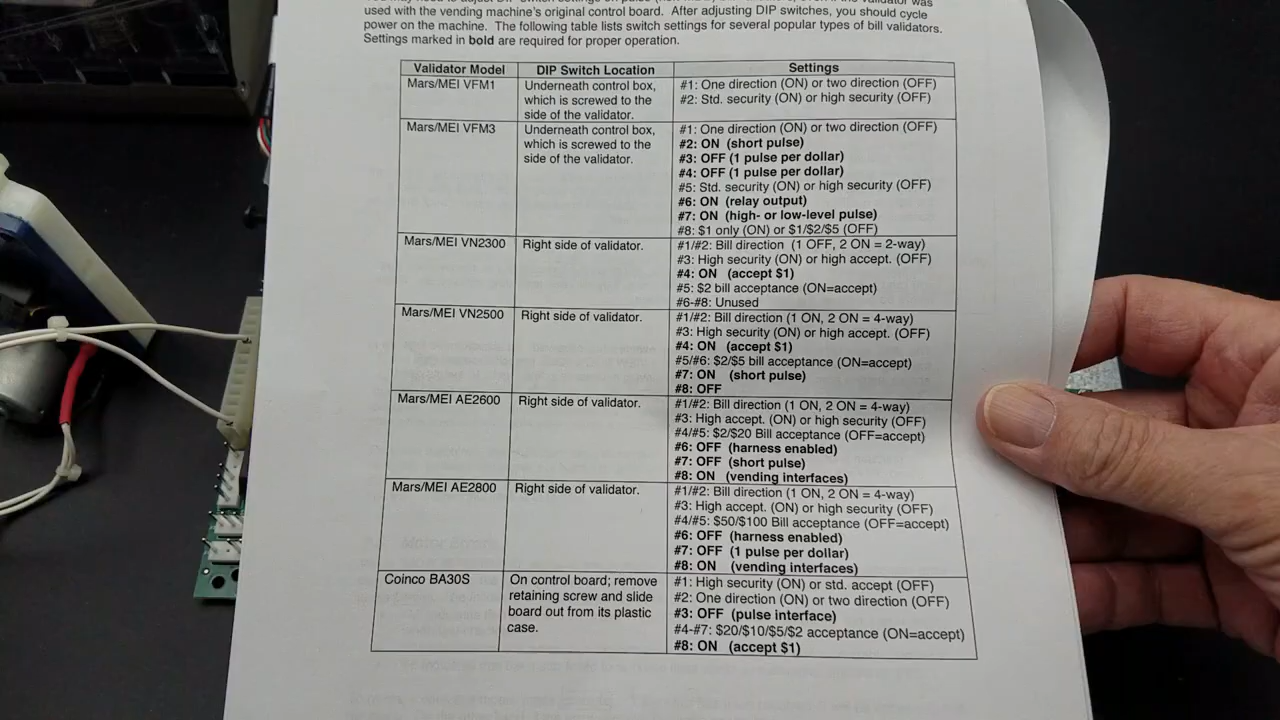 used with the vending machine's original control board. After adjusting DIP switches, you should cycle
power on the machine. The following table lists switch settings for several popular types of bill validators.
Settings marked in bold are required for proper operation.
Validator Model DIP Switch Location Settings
Mars/MEI VFM1 Underneath control box, #1: One direction (ON) or two direction (OFF)
which is screwed to the #2: Std. security (ON) or high security (OFF)
side of the validator.
Mars/MEI VFM3 Underneath control box, #1: One direction (ON) or two direction (OFF)
which is screwed to the #2: ON (short pulse)
side of the validator. #3: OFF (1 pulse per dollar)
#4: OFF (1 pulse per dollar)
#5: Std. security (ON) or high security (OFF)
#6: ON (relay output)
#7: ON (high- or low-level pulse)
#8: $1 only (ON) or $1/$2/$5 (OFF)
Mars/MEI VN2300 Right side of validator. #1/#2: Bill direction (1 OFF, 2 ON = 2-way)
#3: High security (ON) or high accept. (OFF)
#4: ON (accept $1)
#5: $2 bill acceptance (ON=accept)
#6-#8: Unused
Mars/MEI VN2500 Right side of validator. #1/#2: Bill direction (1 ON, 2 ON = 4-way)
#3: High security (ON) or high accept. (OFF)
#4: ON (accept $1)
#5/#6: $2/$5 bill acceptance (ON=accept)
#7: ON (short pulse)
#8: OFF
Mars/MEI AE2600 Right side of validator. #1/#2: Bill direction (1 ON, 2 ON = 4-way)
#3: High accept. (ON) or high security (OFF)
#4/#5: $2/$20 Bill acceptance (OFF=accept)
#6: OFF (harness enabled)
#7: OFF (short pulse)
#8: ON (vending interfaces)
Mars/MEI AE2800 Right side of validator. #1/#2: Bill direction (1 ON, 2 ON = 4-way)
#3: High accept. (ON) or high security (OFF)
#4/#5: $50/$100 Bill acceptance (OFF=accept)
#6: OFF (harness enabled)
#7: OFF (1 pulse per dollar)
#8: ON (vending interfaces)
Coinco BA30S On control board; remove #1: High security (ON) or std. accept (OFF)
retaining screw and slide #2: One direction (ON) or two direction (OFF)
board out from its plastic #3: OFF (pulse interface)
case. #4-#7: $20/$10/$5/$2 acceptance (ON=accept)
#8: ON (accept $1)